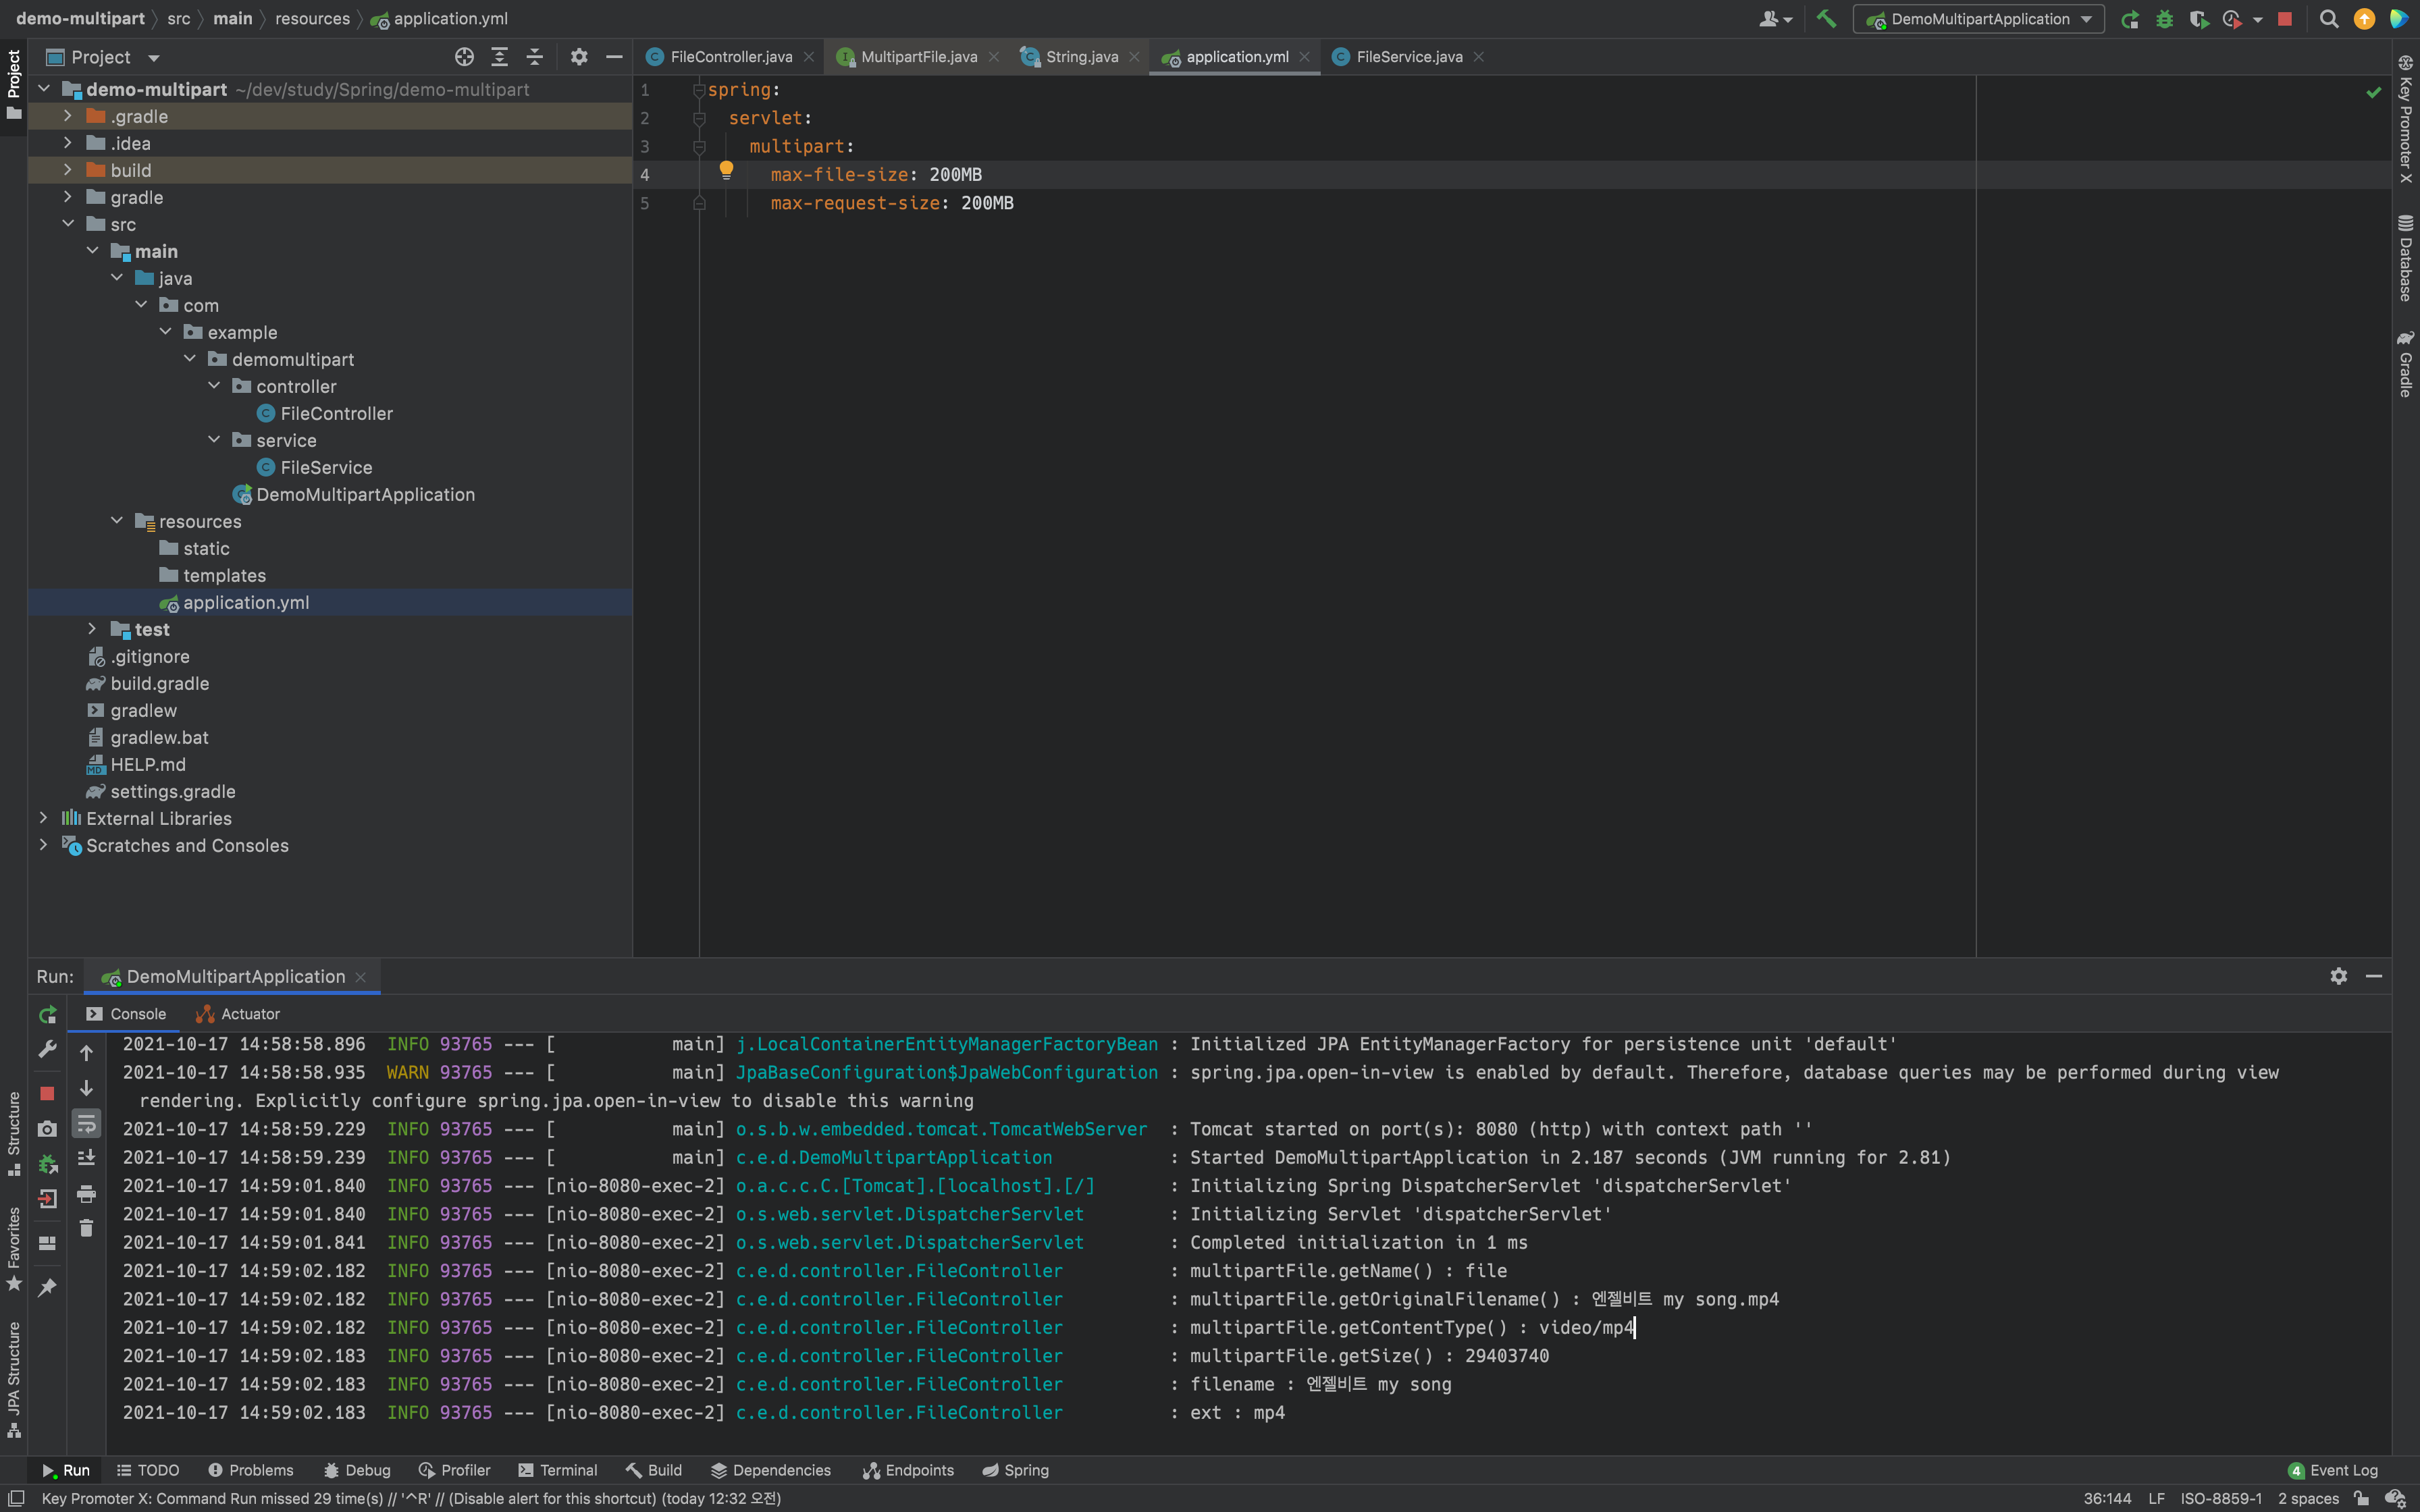 demo-multipart src main resources application.yml
DemoMultipartApplication
Project
FileController.java MultipartFile.java String.java application.yml FileService.java
Project
Key Promoter X
Database
Gradle
demo-multipart ~/dev/study/Spring/demo-multipart
.gradle
.idea
build
gradle
src
main
java
com
example
demomultipart
controller
FileController
service
FileService
DemoMultipartApplication
resources
static
templates
application.yml
test
.gitignore
build.gradle
gradlew
gradlew.bat
HELP.md
settings.gradle
External Libraries
Scratches and Consoles
1 spring:
2 servlet:
3 multipart:
4 max-file-size: 200MB
5 max-request-size: 200MB
Run: DemoMultipartApplication
Console Actuator
2021-10-17 14:58:58.896 INFO 93765 --- [ main] j.LocalContainerEntityManagerFactoryBean : Initialized JPA EntityManagerFactory for persistence unit 'default'
2021-10-17 14:58:58.935 WARN 93765 --- [ main] JpaBaseConfiguration$JpaWebConfiguration : spring.jpa.open-in-view is enabled by default. Therefore, database queries may be performed during view
rendering. Explicitly configure spring.jpa.open-in-view to disable this warning
2021-10-17 14:58:59.229 INFO 93765 --- [ main] o.s.b.w.embedded.tomcat.TomcatWebServer : Tomcat started on port(s): 8080 (http) with context path ''
2021-10-17 14:58:59.239 INFO 93765 --- [ main] c.e.d.DemoMultipartApplication : Started DemoMultipartApplication in 2.187 seconds (JVM running for 2.81)
2021-10-17 14:59:01.840 INFO 93765 --- [nio-8080-exec-2] o.a.c.c.C.[Tomcat].[localhost].[/] : Initializing Spring DispatcherServlet 'dispatcherServlet'
2021-10-17 14:59:01.840 INFO 93765 --- [nio-8080-exec-2] o.s.web.servlet.DispatcherServlet : Initializing Servlet 'dispatcherServlet'
2021-10-17 14:59:01.841 INFO 93765 --- [nio-8080-exec-2] o.s.web.servlet.DispatcherServlet : Completed initialization in 1 ms
2021-10-17 14:59:02.182 INFO 93765 --- [nio-8080-exec-2] c.e.d.controller.FileController : multipartFile.getName() : file
2021-10-17 14:59:02.182 INFO 93765 --- [nio-8080-exec-2] c.e.d.controller.FileController : multipartFile.getOriginalFilename() : 엔젤비트 my song.mp4
2021-10-17 14:59:02.182 INFO 93765 --- [nio-8080-exec-2] c.e.d.controller.FileController : multipartFile.getContentType() : video/mp4
2021-10-17 14:59:02.183 INFO 93765 --- [nio-8080-exec-2] c.e.d.controller.FileController : multipartFile.getSize() : 29403740
2021-10-17 14:59:02.183 INFO 93765 --- [nio-8080-exec-2] c.e.d.controller.FileController : filename : 엔젤비트 my song
2021-10-17 14:59:02.183 INFO 93765 --- [nio-8080-exec-2] c.e.d.controller.FileController : ext : mp4
Structure
Favorites
JPA Structure
Run TODO Problems Debug Profiler Terminal Build Dependencies Endpoints Spring 4 Event Log
Key Promoter X: Command Run missed 29 time(s) // '^R' // (Disable alert for this shortcut) (today 12:32 오전) 36:144 LF ISO-8859-1 2 spaces